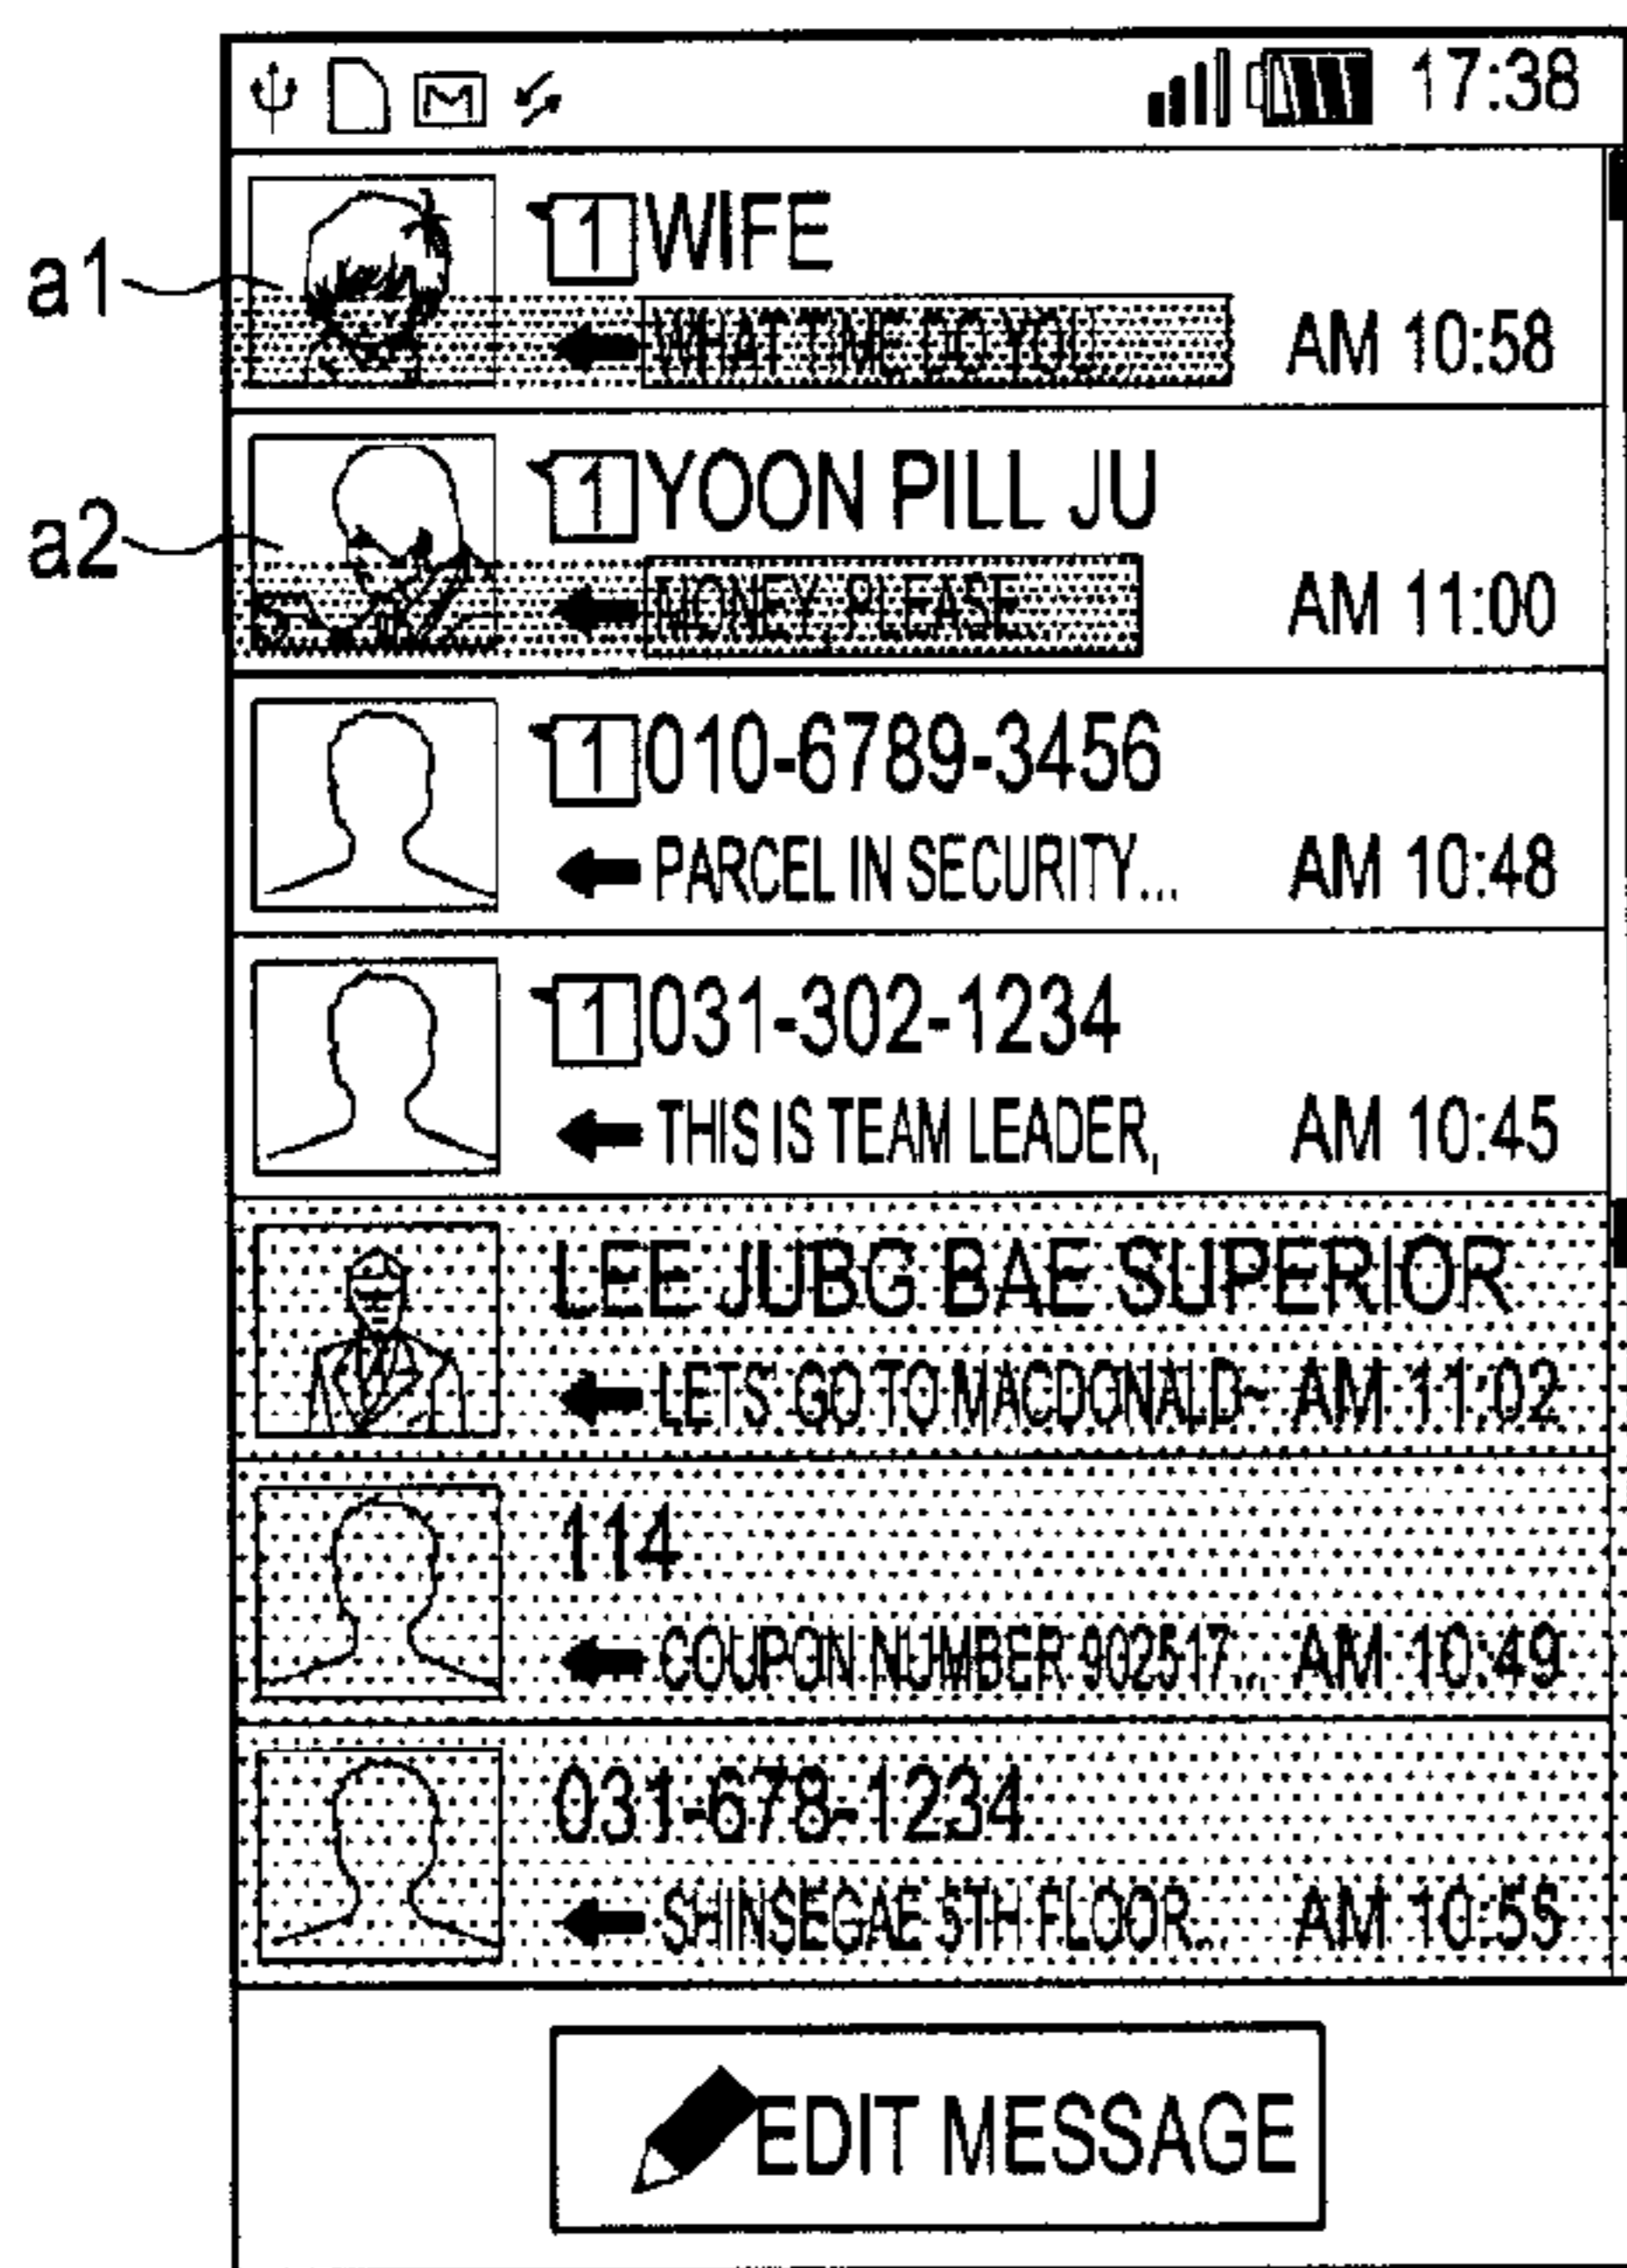 17:38
a1
1 WIFE
WHAT TIME DO YOU... AM 10:58
a2
1 YOON PILL JU
MONEY, PLEASE. AM 11:00
1 010-6789-3456
PARCEL IN SECURITY... AM 10:48
1 031-302-1234
THIS IS TEAM LEADER, AM 10:45
LEE JUBG BAE SUPERIOR
LETS' GO TO MACDONALD~ AM 11:02
114
COUPON NUMBER 902517... AM 10:49
031-678-1234
SHINSEGAE 5TH FLOOR... AM 10:55
EDIT MESSAGE